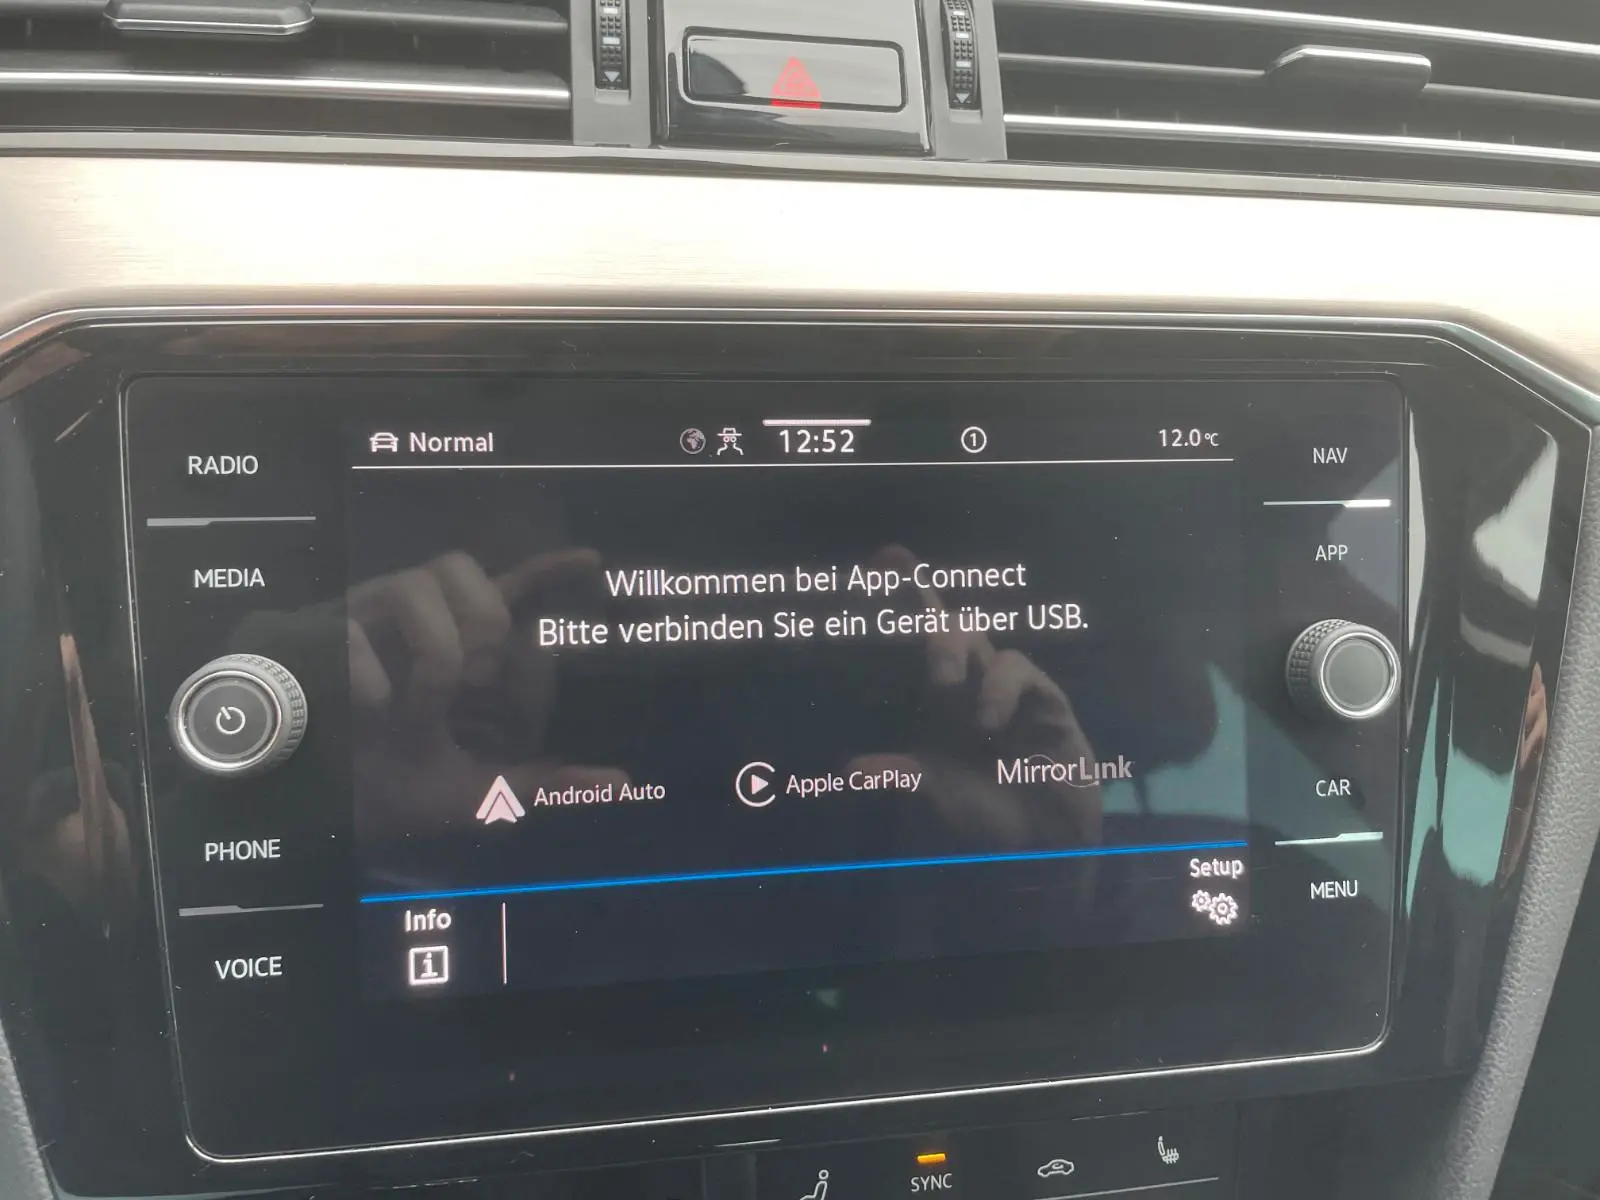 Normal
12:52
1
12.0°C
RADIO
MEDIA
PHONE
VOICE
Willkommen bei App-Connect
Bitte verbinden Sie ein Gerät über USB.
Android Auto
Apple CarPlay
MirrorLink
Info
i
Setup
NAV
APP
CAR
MENU
SYNC